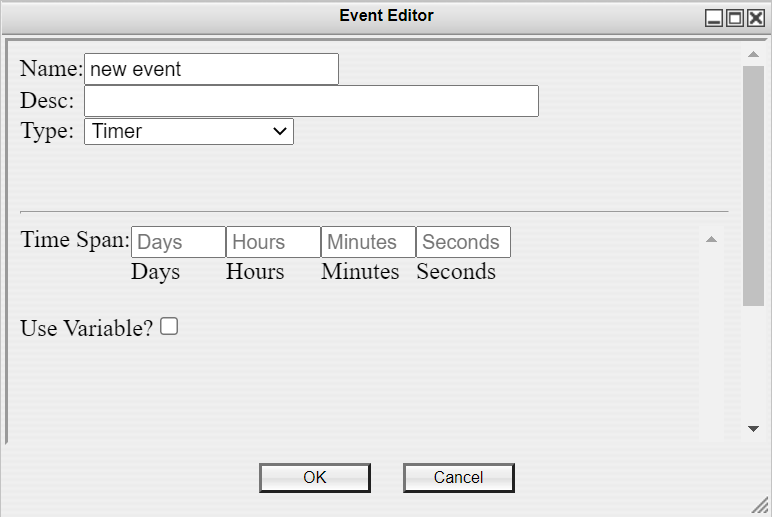 Event Editor
Name: new event
Desc:
Type: Timer
Time Span: Days Hours Minutes Seconds
Days Hours Minutes Seconds
Use Variable?
OK Cancel